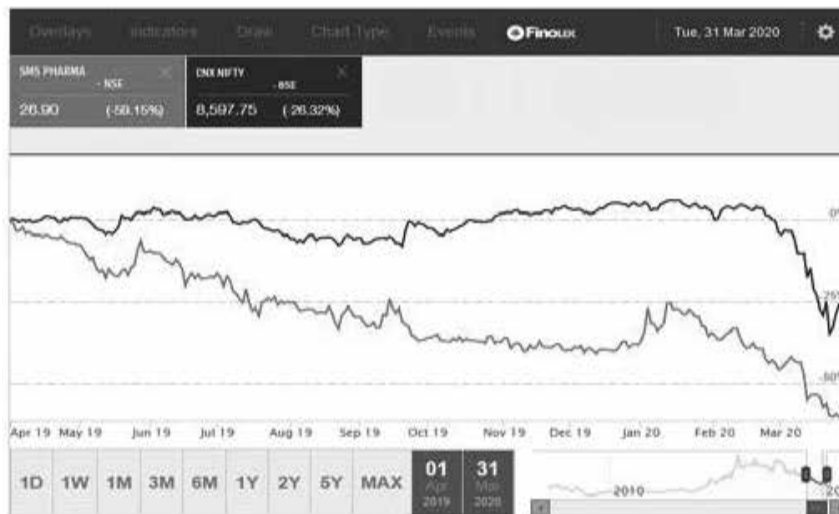 Overlays Indicators Draw Chart Type Events Finoux Tue, 31 Mar 2020
SMS PHARMA
- NSE
26.90 (-59.15%)
CNX NIFTY
- BSE
8,597.75 (-26.32%)
0%
-25%
Apr 19 May 19 Jun 19 Jul 19 Aug 19 Sep 19 Oct 19 Nov 19 Dec 19 Jan 20 Feb 20 Mar 20
1D 1W 1M 3M 6M 1Y 2Y 5Y MAX
01
Apr
2019
31
Mar
2020
2010